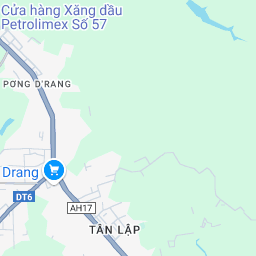 Cửa hàng Xăng dầu
Petrolimex Số 57
PƠNG D'RANG
Drang
DT6
AH17
TÂN LẬP